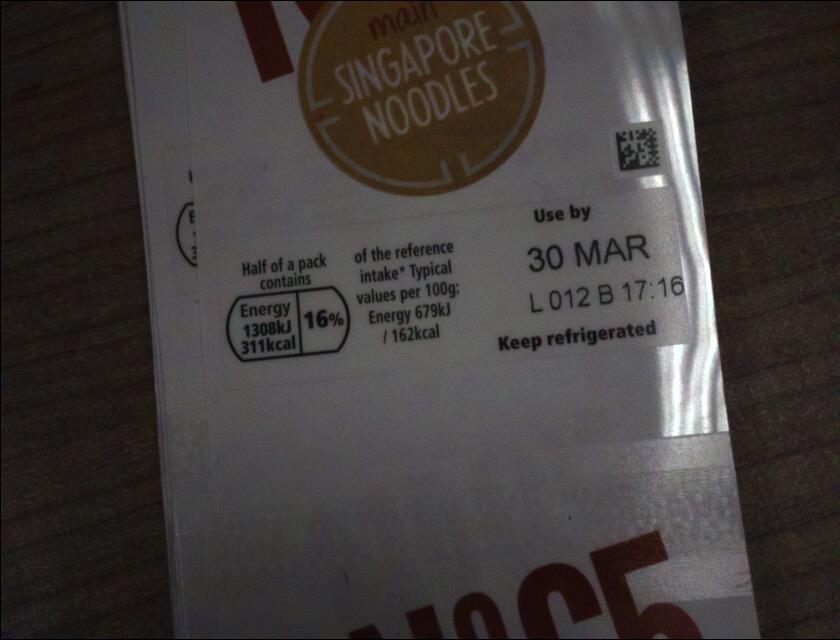 main
SINGAPORE
NOODLES
Use by
30 MAR
L 012 B 17:16
Keep refrigerated
Half of a pack
contains
Energy
1308kJ
311kcal
16%
of the reference
intake* Typical
values per 100g:
Energy 679kJ
/ 162kcal